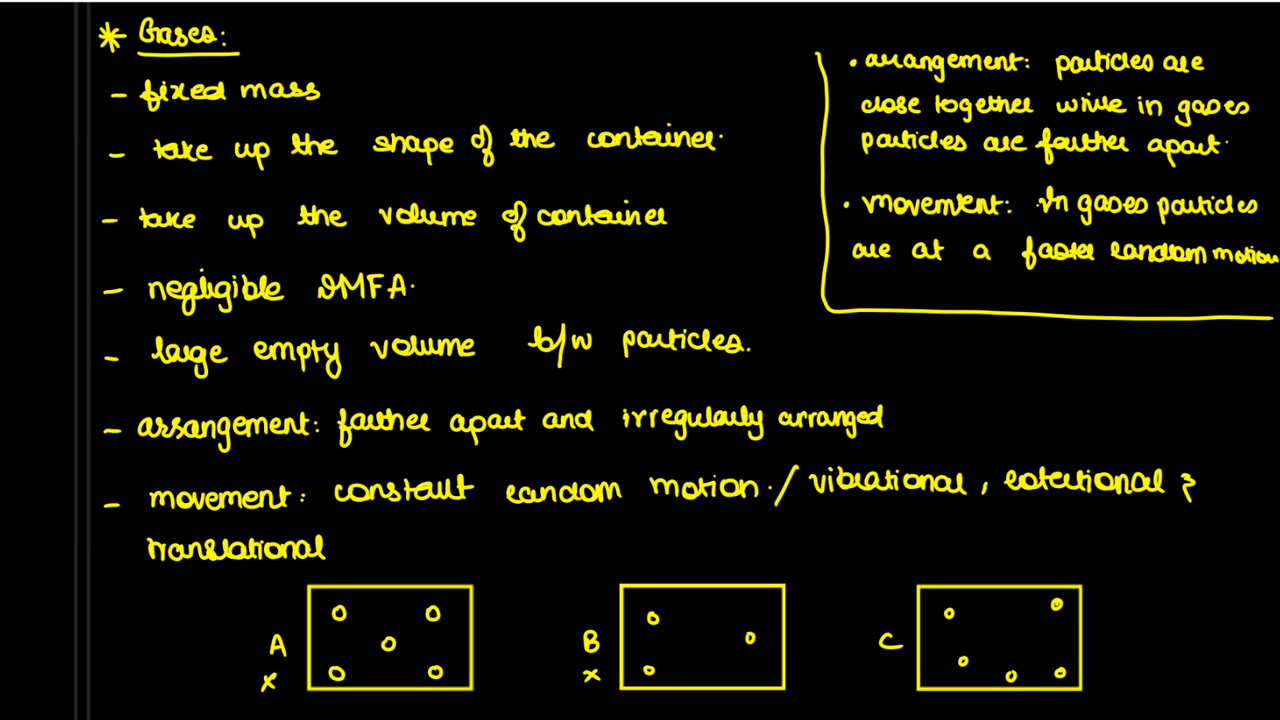 * Gases:
- fixed mass
- take up the shape of the container.
- take up the volume of container
- negligible IMFA.
- large empty volume b/w particles.
- arrangement: farther apart and irregularly arranged
- movement: constant random motion. / vibrational, rotational &
translational
• arrangement: particles are
close together while in gases
particles are farther apart.
• movement: In gases particles
are at a faster random motion
A
x
B
x
C